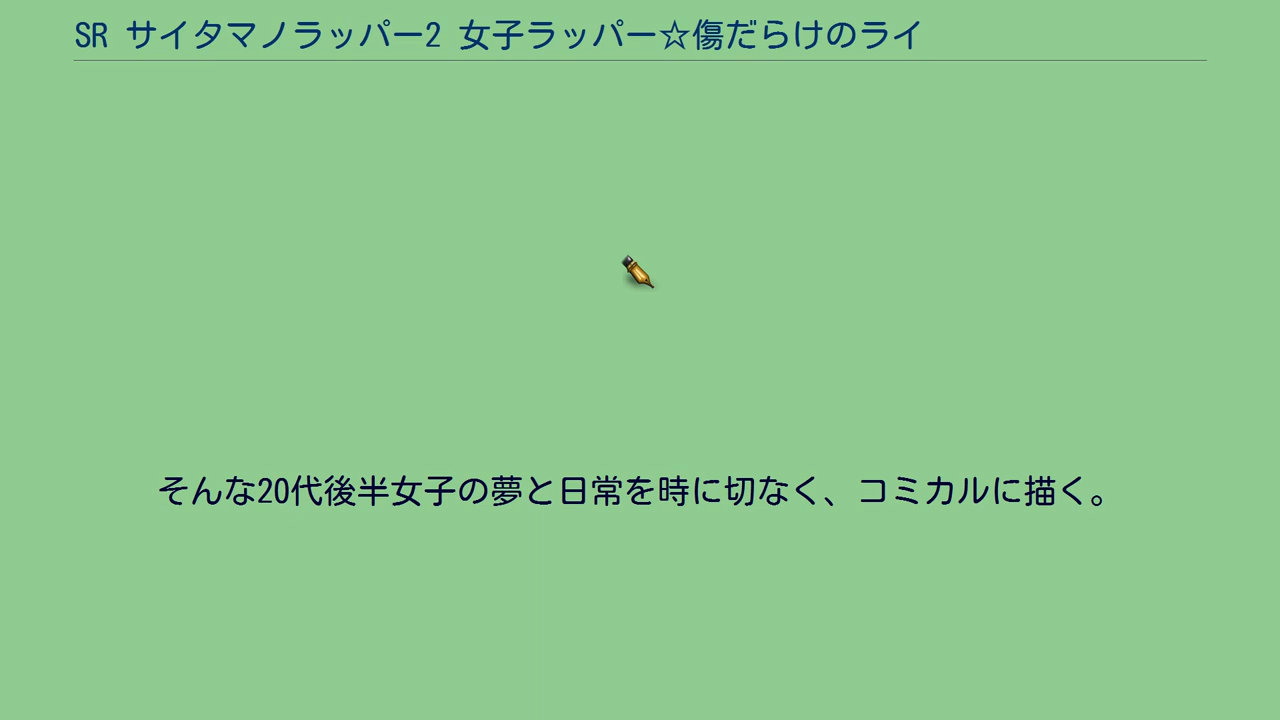 SR サイタマノラッパー2 女子ラッパー☆傷だらけのライ
そんな20代後半女子の夢と日常を時に切なく、コミカルに描く。